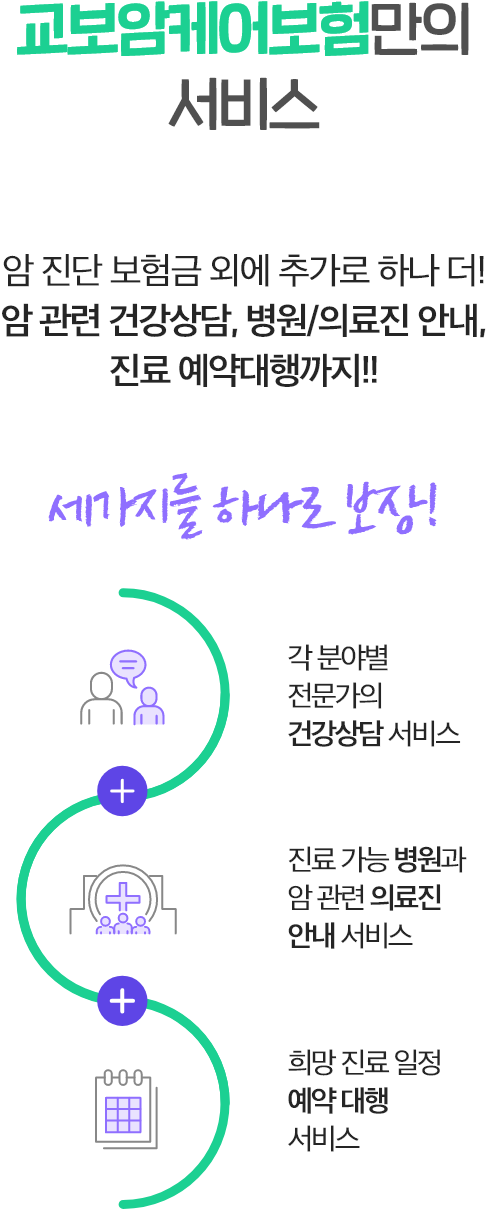 교보암케어보험만의
서비스
암 진단 보험금 외에 추가로 하나 더!
암 관련 건강상담, 병원/의료진 안내,
진료 예약대행까지!!
세가지를 하나로 보장!
각 분야별
전문가의
건강상담 서비스
진료 가능 병원과
암 관련 의료진
안내 서비스
희망 진료 일정
예약 대행
서비스